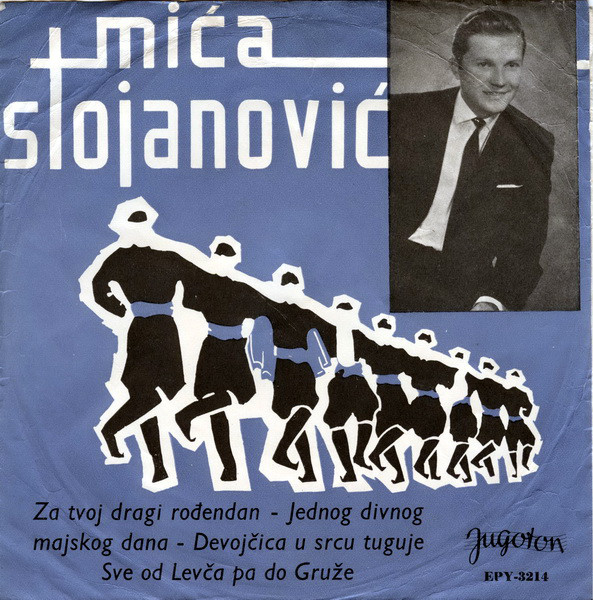 mića
stojanović
Za tvoj dragi rođendan - Jednog divnog
majskog dana - Devojčica u srcu tuguje
Sve od Levča pa do Gruže
Jugoton
EPY-3214